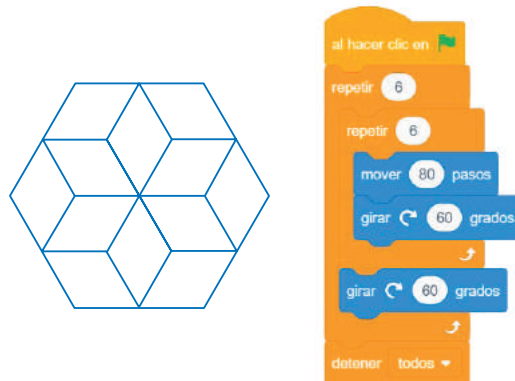 al hacer clic en
repetir 6
repetir 6
mover 80 pasos
girar 60 grados
girar 60 grados
detener todos